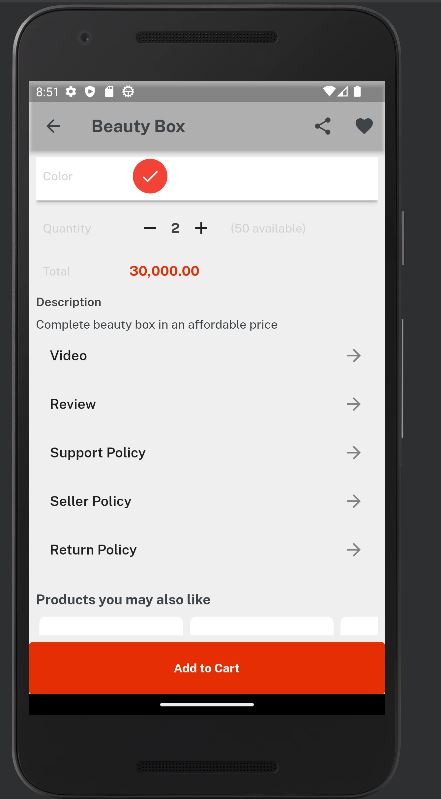 8:51
Beauty Box
Color
Quantity 2 (50 available)
Total 30,000.00
Description
Complete beauty box in an affordable price
Video
Review
Support Policy
Seller Policy
Return Policy
Products you may also like
Add to Cart